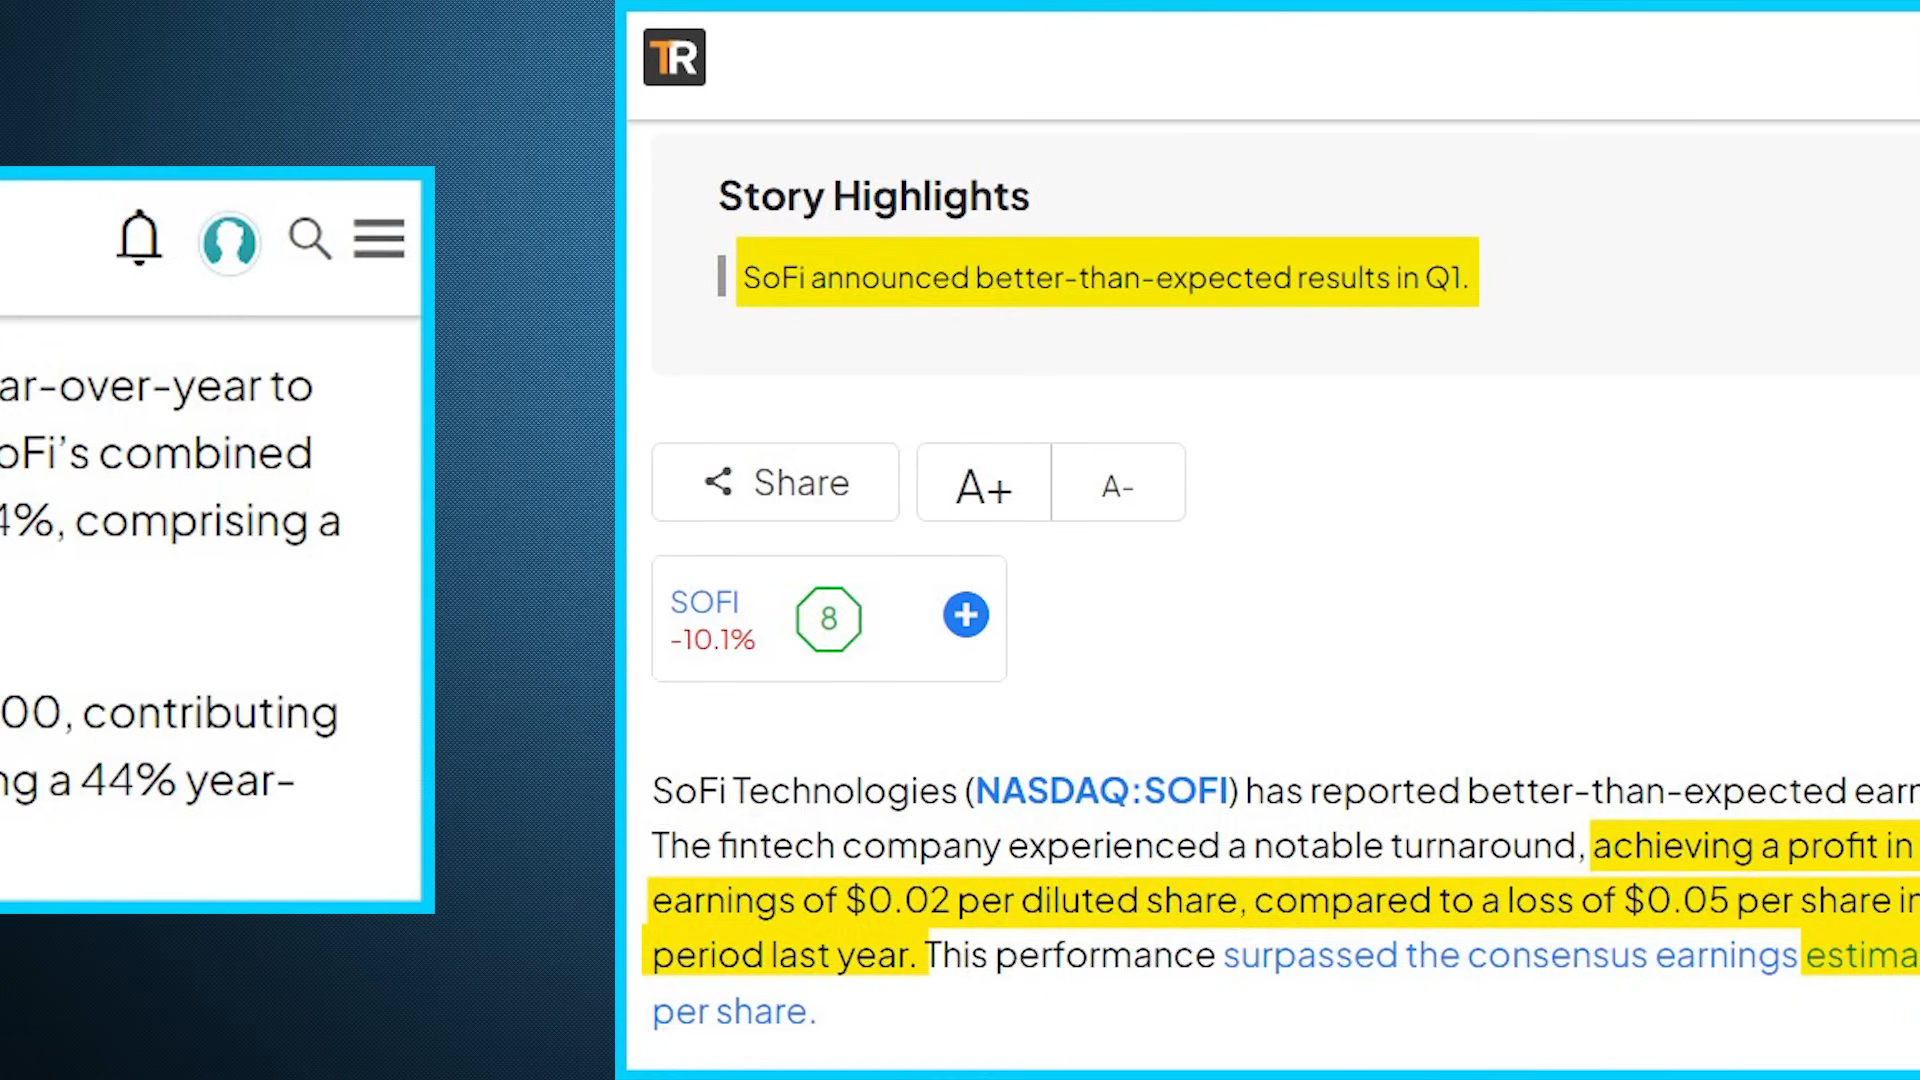 ar-over-year to
oFi's combined
4%, comprising a
00, contributing
ng a 44% year-
TR
Story Highlights
SoFi announced better-than-expected results in Q1.
Share
A+
A-
SOFI
8
-10.1%
SoFi Technologies (NASDAQ:SOFI) has reported better-than-expected earn
The fintech company experienced a notable turnaround, achieving a profit in
earnings of $0.02 per diluted share, compared to a loss of $0.05 per share in
period last year. This performance surpassed the consensus earnings estima
per share.